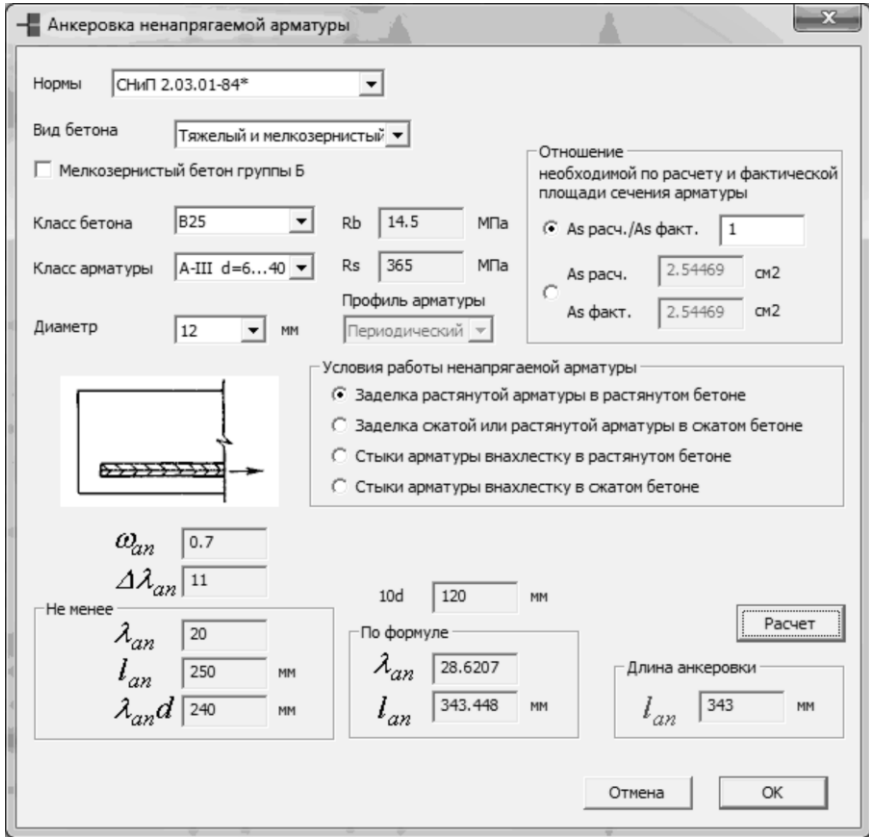 Анкеровка ненапрягаемой арматуры
Нормы СНиП 2.03.01-84*
Вид бетона Тяжелый и мелкозернистый
Мелкозернистый бетон группы Б
Отношение
необходимой по расчету и фактической
площади сечения арматуры
As расч./As факт. 1
As расч. 2.54469 см2
As факт. 2.54469 см2
Класс бетона B25 Rb 14.5 МПа
Класс арматуры A-III d=6...40 Rs 365 МПа
Профиль арматуры
Диаметр 12 мм Периодический
Условия работы ненапрягаемой арматуры
Заделка растянутой арматуры в растянутом бетоне
Заделка сжатой или растянутой арматуры в сжатом бетоне
Стыки арматуры внахлестку в растянутом бетоне
Стыки арматуры внахлестку в сжатом бетоне
ωan 0.7
Δλan 11
10d 120 мм
Не менее
λan 20
lan 250 мм
λand 240 мм
По формуле
λan 28.6207
lan 343.448 мм
Расчет
Длина анкеровки
lan 343 мм
Отмена OK